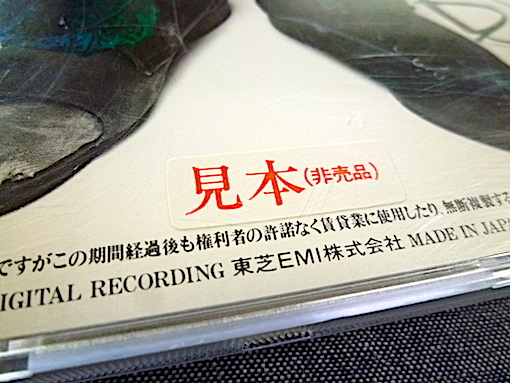 見本(非売品)
ですがこの期間経過後も権利者の許諾なく賃貸業に使用したり、無断複製する
DIGITAL RECORDING 東芝EMI株式会社 MADE IN JAPA